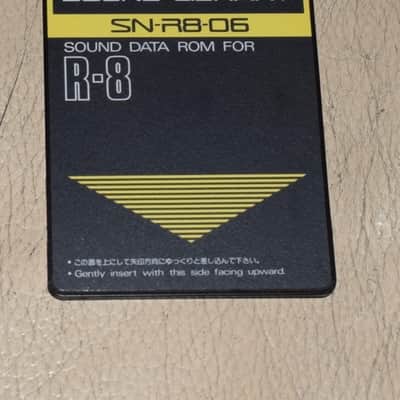 SN-R8-06
SOUND DATA ROM FOR
R-8
• この面を上にして矢印方向にゆっくりと差し込んで下さい。
• Gently insert with this side facing upward.